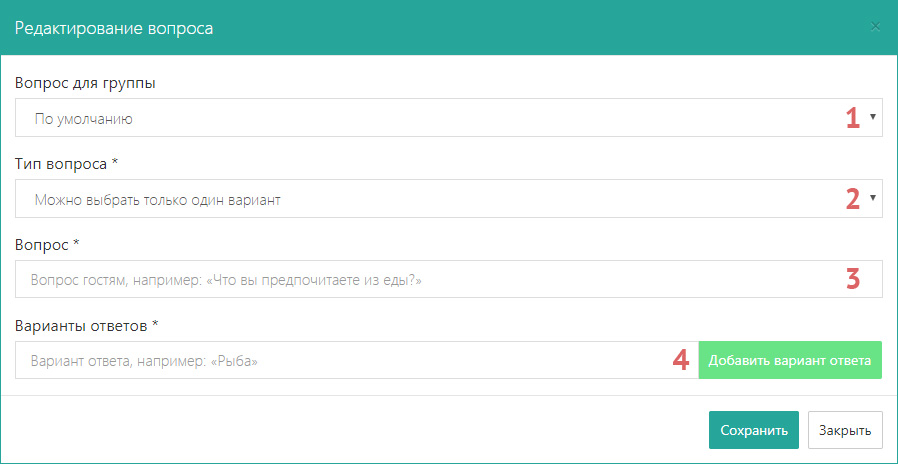 Редактирование вопроса ×
Вопрос для группы
По умолчанию 1
Тип вопроса *
Можно выбрать только один вариант 2
Вопрос *
Вопрос гостям, например: «Что вы предпочитаете из еды?» 3
Варианты ответов *
Вариант ответа, например: «Рыба» 4 Добавить вариант ответа
Сохранить Закрыть